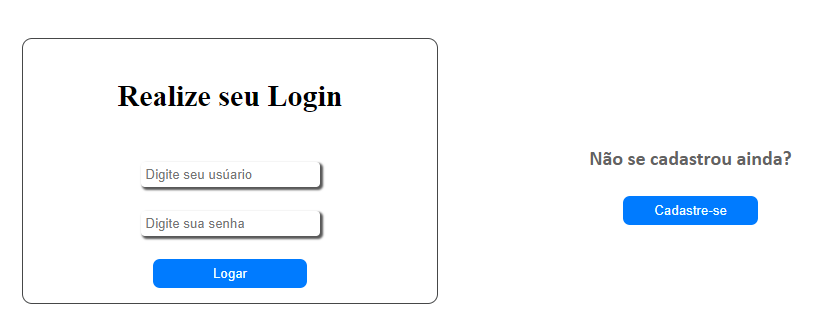 Realize seu Login
Digite seu usúario
Digite sua senha
Logar
Não se cadastrou ainda?
Cadastre-se